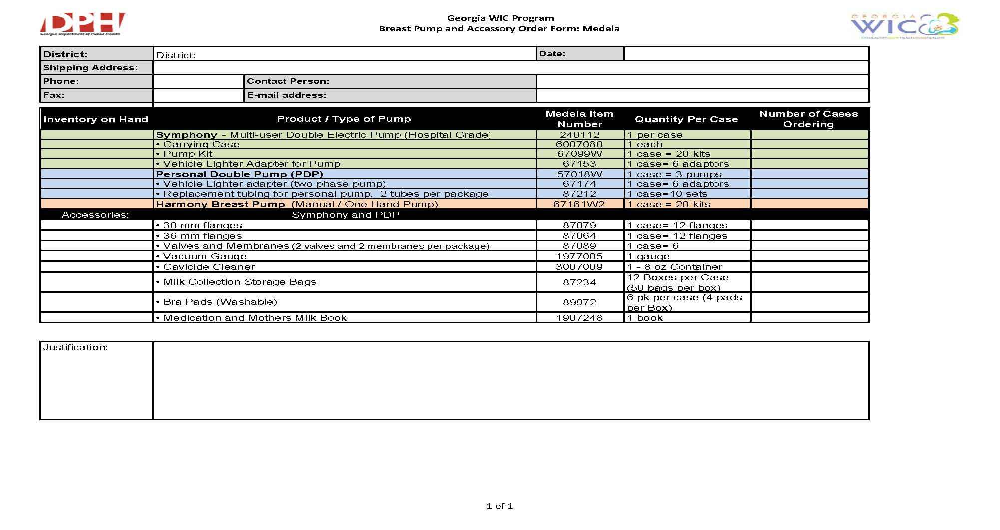 DPH
Georgia Department of Public Health
Georgia WIC Program
Breast Pump and Accessory Order Form: Medela
GEORGIA
WIC
District: District: Date:
Shipping Address:
Phone: Contact Person:
Fax: E-mail address:
Inventory on Hand Product / Type of Pump Medela Item Number Quantity Per Case Number of Cases Ordering
Symphony - Multi-user Double Electric Pump (Hospital Grade) 240112 1 per case
• Carrying Case 6007080 1 each
• Pump Kit 67099W 1 case = 20 kits
• Vehicle Lighter Adapter for Pump 67153 1 case= 6 adaptors
Personal Double Pump (PDP) 57018W 1 case = 3 pumps
• Vehicle Lighter adapter (two phase pump) 67174 1 case= 6 adaptors
• Replacement tubing for personal pump. 2 tubes per package 87212 1 case=10 sets
Harmony Breast Pump (Manual / One Hand Pump) 67161W2 1 case = 20 kits
Accessories: Symphony and PDP
• 30 mm flanges 87079 1 case= 12 flanges
• 36 mm flanges 87064 1 case= 12 flanges
• Valves and Membranes (2 valves and 2 membranes per package) 87089 1 case= 6
• Vacuum Gauge 1977005 1 gauge
• Cavicide Cleaner 3007009 1 - 8 oz Container
• Milk Collection Storage Bags 87234 12 Boxes per Case (50 bags per box)
• Bra Pads (Washable) 89972 6 pk per case (4 pads per Box)
• Medication and Mothers Milk Book 1907248 1 book
Justification:
1 of 1